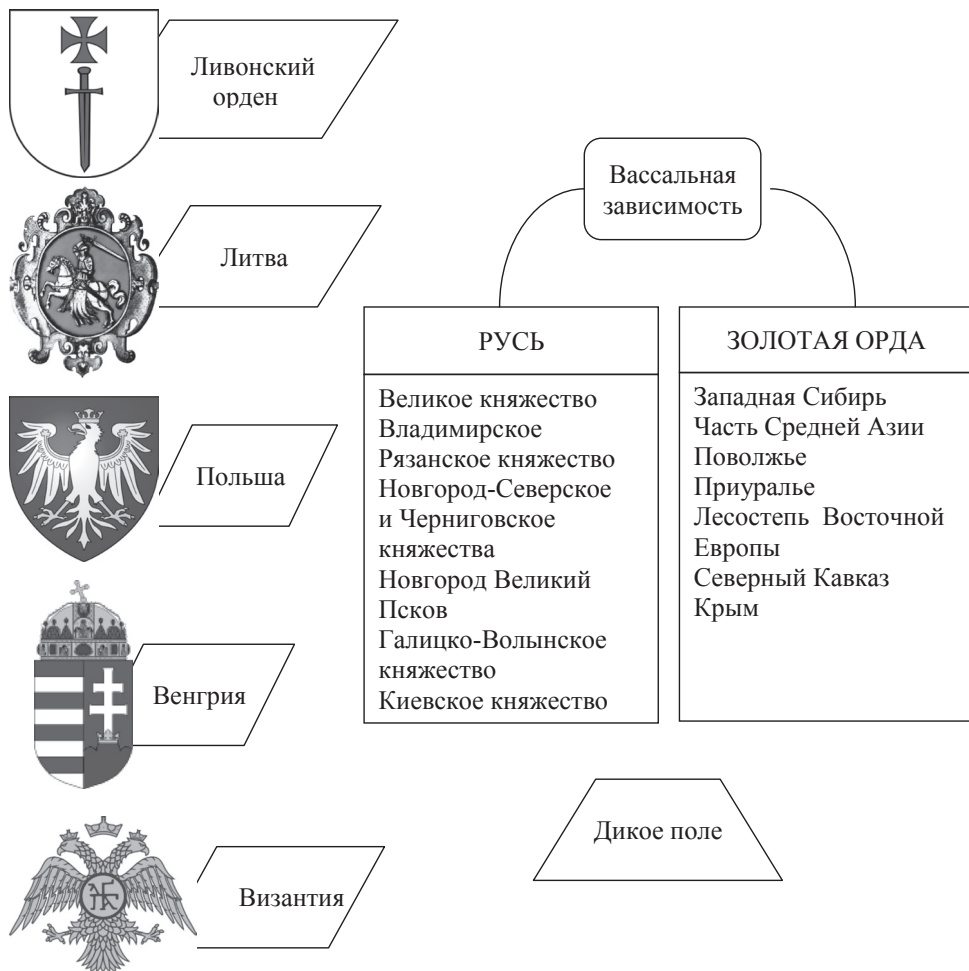 Ливонский
орден
Вассальная
зависимость
Литва
РУСЬ
Великое княжество
Владимирское
Рязанское княжество
Новгород-Северское
и Черниговское
княжества
Новгород Великий
Псков
Галицко-Волынское
княжество
Киевское княжество
ЗОЛОТАЯ ОРДА
Западная Сибирь
Часть Средней Азии
Поволжье
Приуралье
Лесостепь Восточной
Европы
Северный Кавказ
Крым
Польша
Венгрия
Дикое поле
Византия